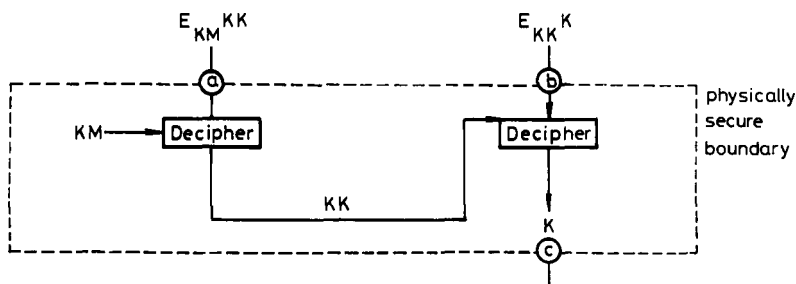 E KM KK
E KK K
a
b
physically
secure
boundary
KM
Decipher
Decipher
KK
K
c